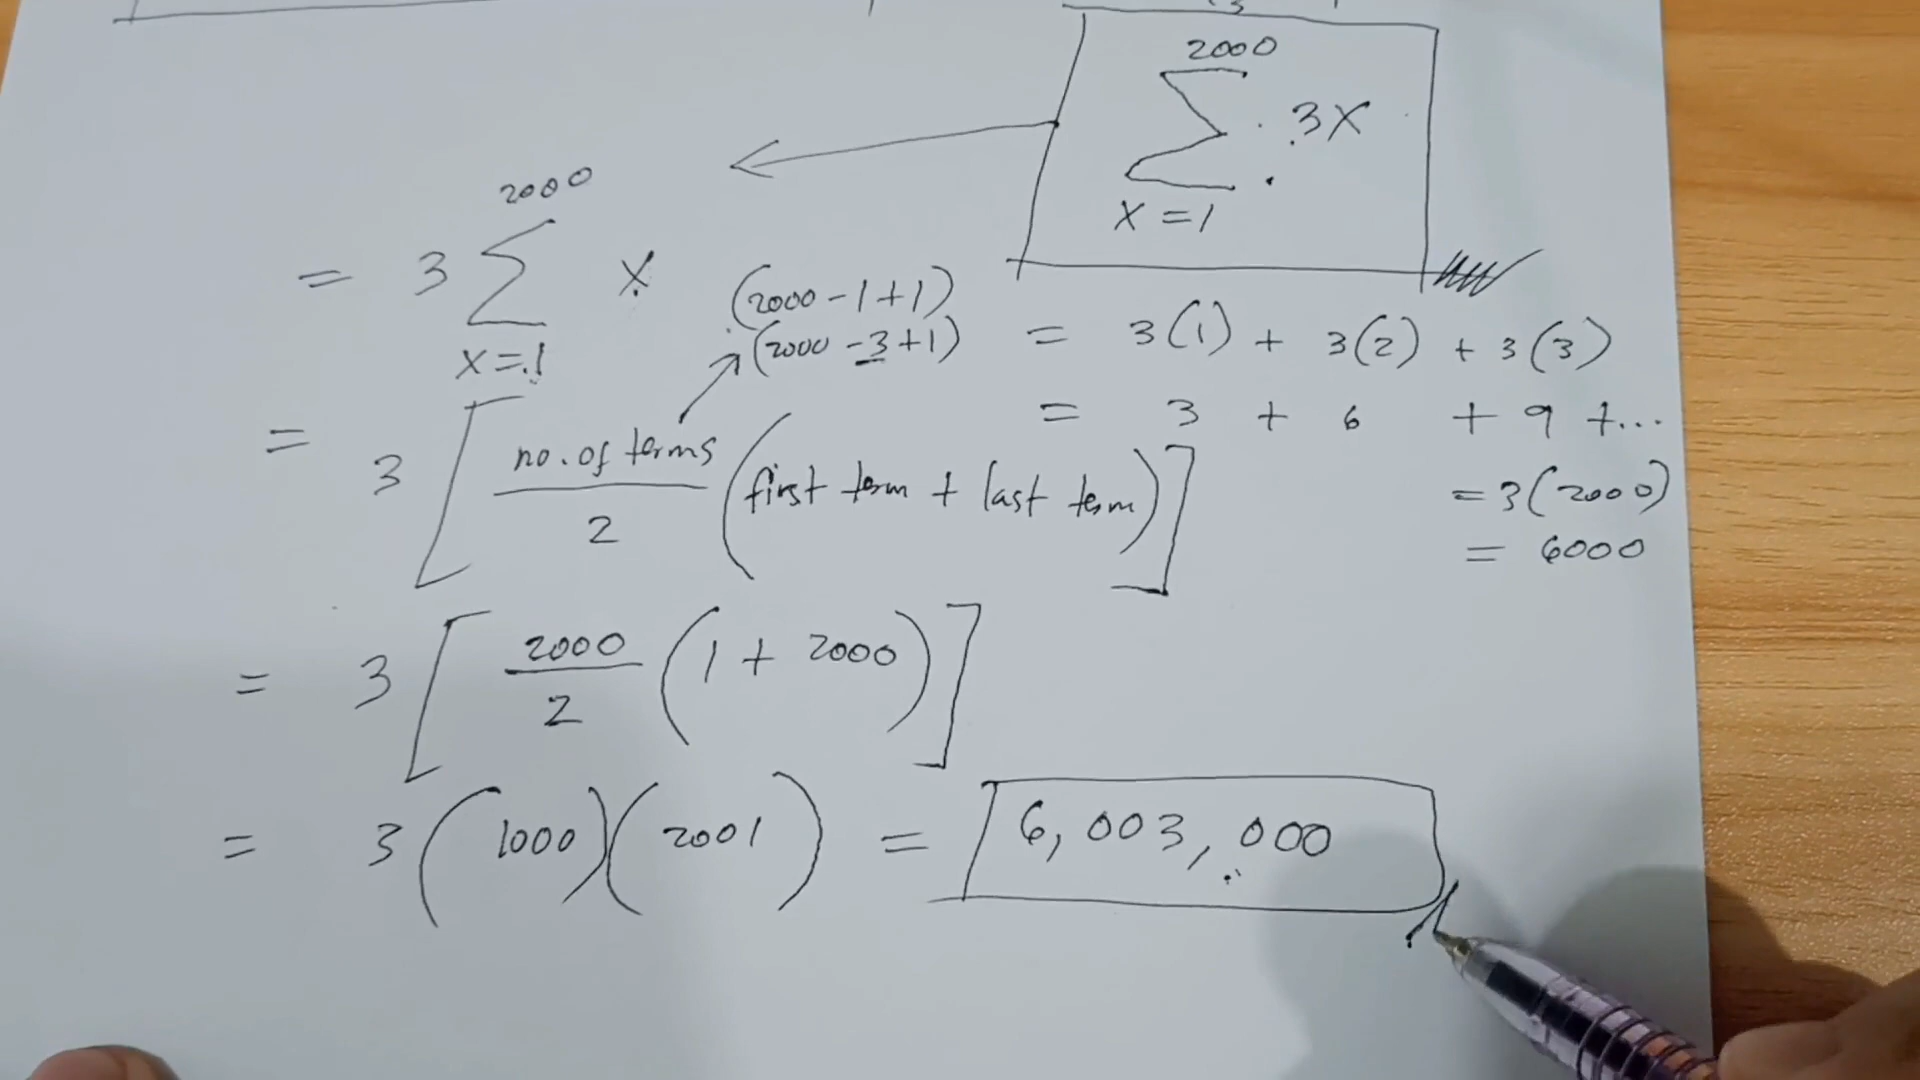 2000
∑ 3x
x = 1
2000
= 3 ∑ x
x = 1
(2000 - 1 + 1)
(2000 - 3 + 1)
= 3(1) + 3(2) + 3(3)
= 3 + 6 + 9 + ...
= 3(2000)
= 6000
= 3 [ no. of terms / 2 ( first term + last term ) ]
= 3 [ 2000 / 2 ( 1 + 2000 ) ]
= 3 ( 1000 ) ( 2001 ) = 6,003,000